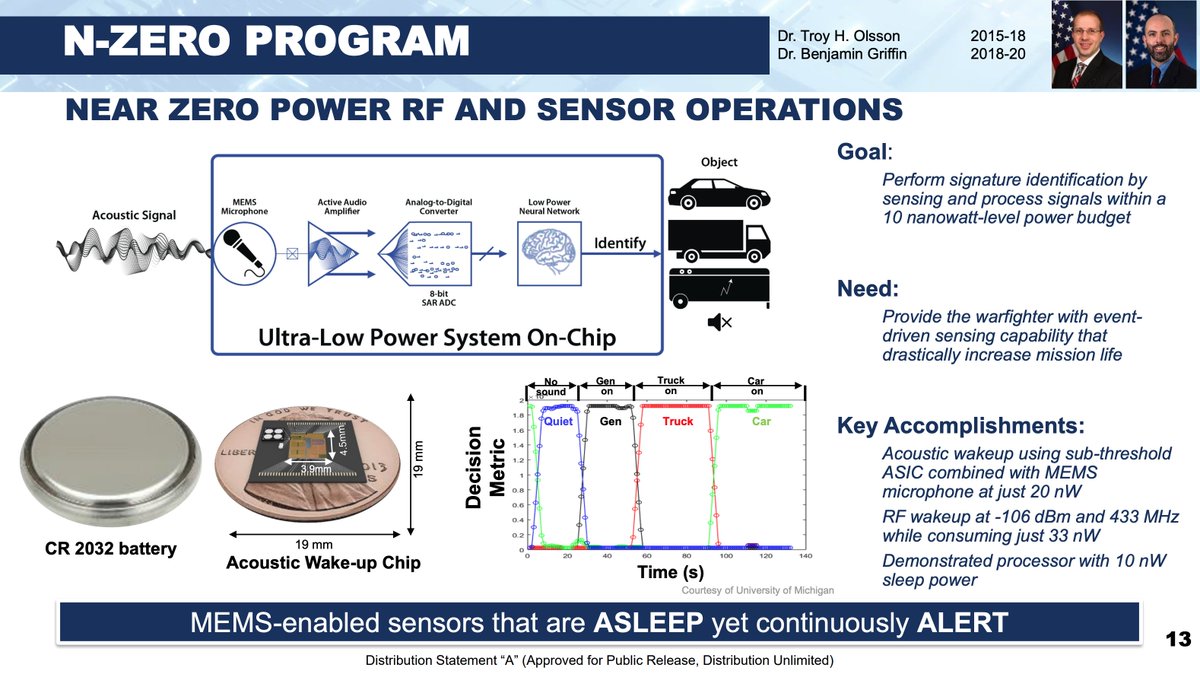 N-ZERO PROGRAM
Dr. Troy H. Olsson 2015-18
Dr. Benjamin Griffin 2018-20
NEAR ZERO POWER RF AND SENSOR OPERATIONS
Acoustic Signal
MEMS
Microphone
Active Audio
Amplifier
Analog-to-Digital
Converter
8-bit
SAR ADC
Low Power
Neural Network
Identify
Object
Ultra-Low Power System On-Chip
Goal:
Perform signature identification by
sensing and process signals within a
10 nanowatt-level power budget
Need:
Provide the warfighter with event-
driven sensing capability that
drastically increase mission life
Key Accomplishments:
Acoustic wakeup using sub-threshold
ASIC combined with MEMS
microphone at just 20 nW
RF wakeup at -106 dBm and 433 MHz
while consuming just 33 nW
Demonstrated processor with 10 nW
sleep power
CR 2032 battery
IN GOD WE TRUST
LIBER
013
S
4.5mm
3.9mm
19 mm
19 mm
Acoustic Wake-up Chip
No
sound
Gen
on
Truck
on
Car
on
Quiet
Gen
Truck
Car
Decision
Metric
2
1.8
1.6
1.4
1.2
1
0.8
0.6
0.4
0.2
0
0 20 40 60 80 100 120 140
Time (s)
Courtesy of University of Michigan
MEMS-enabled sensors that are ASLEEP yet continuously ALERT
13
Distribution Statement “A” (Approved for Public Release, Distribution Unlimited)